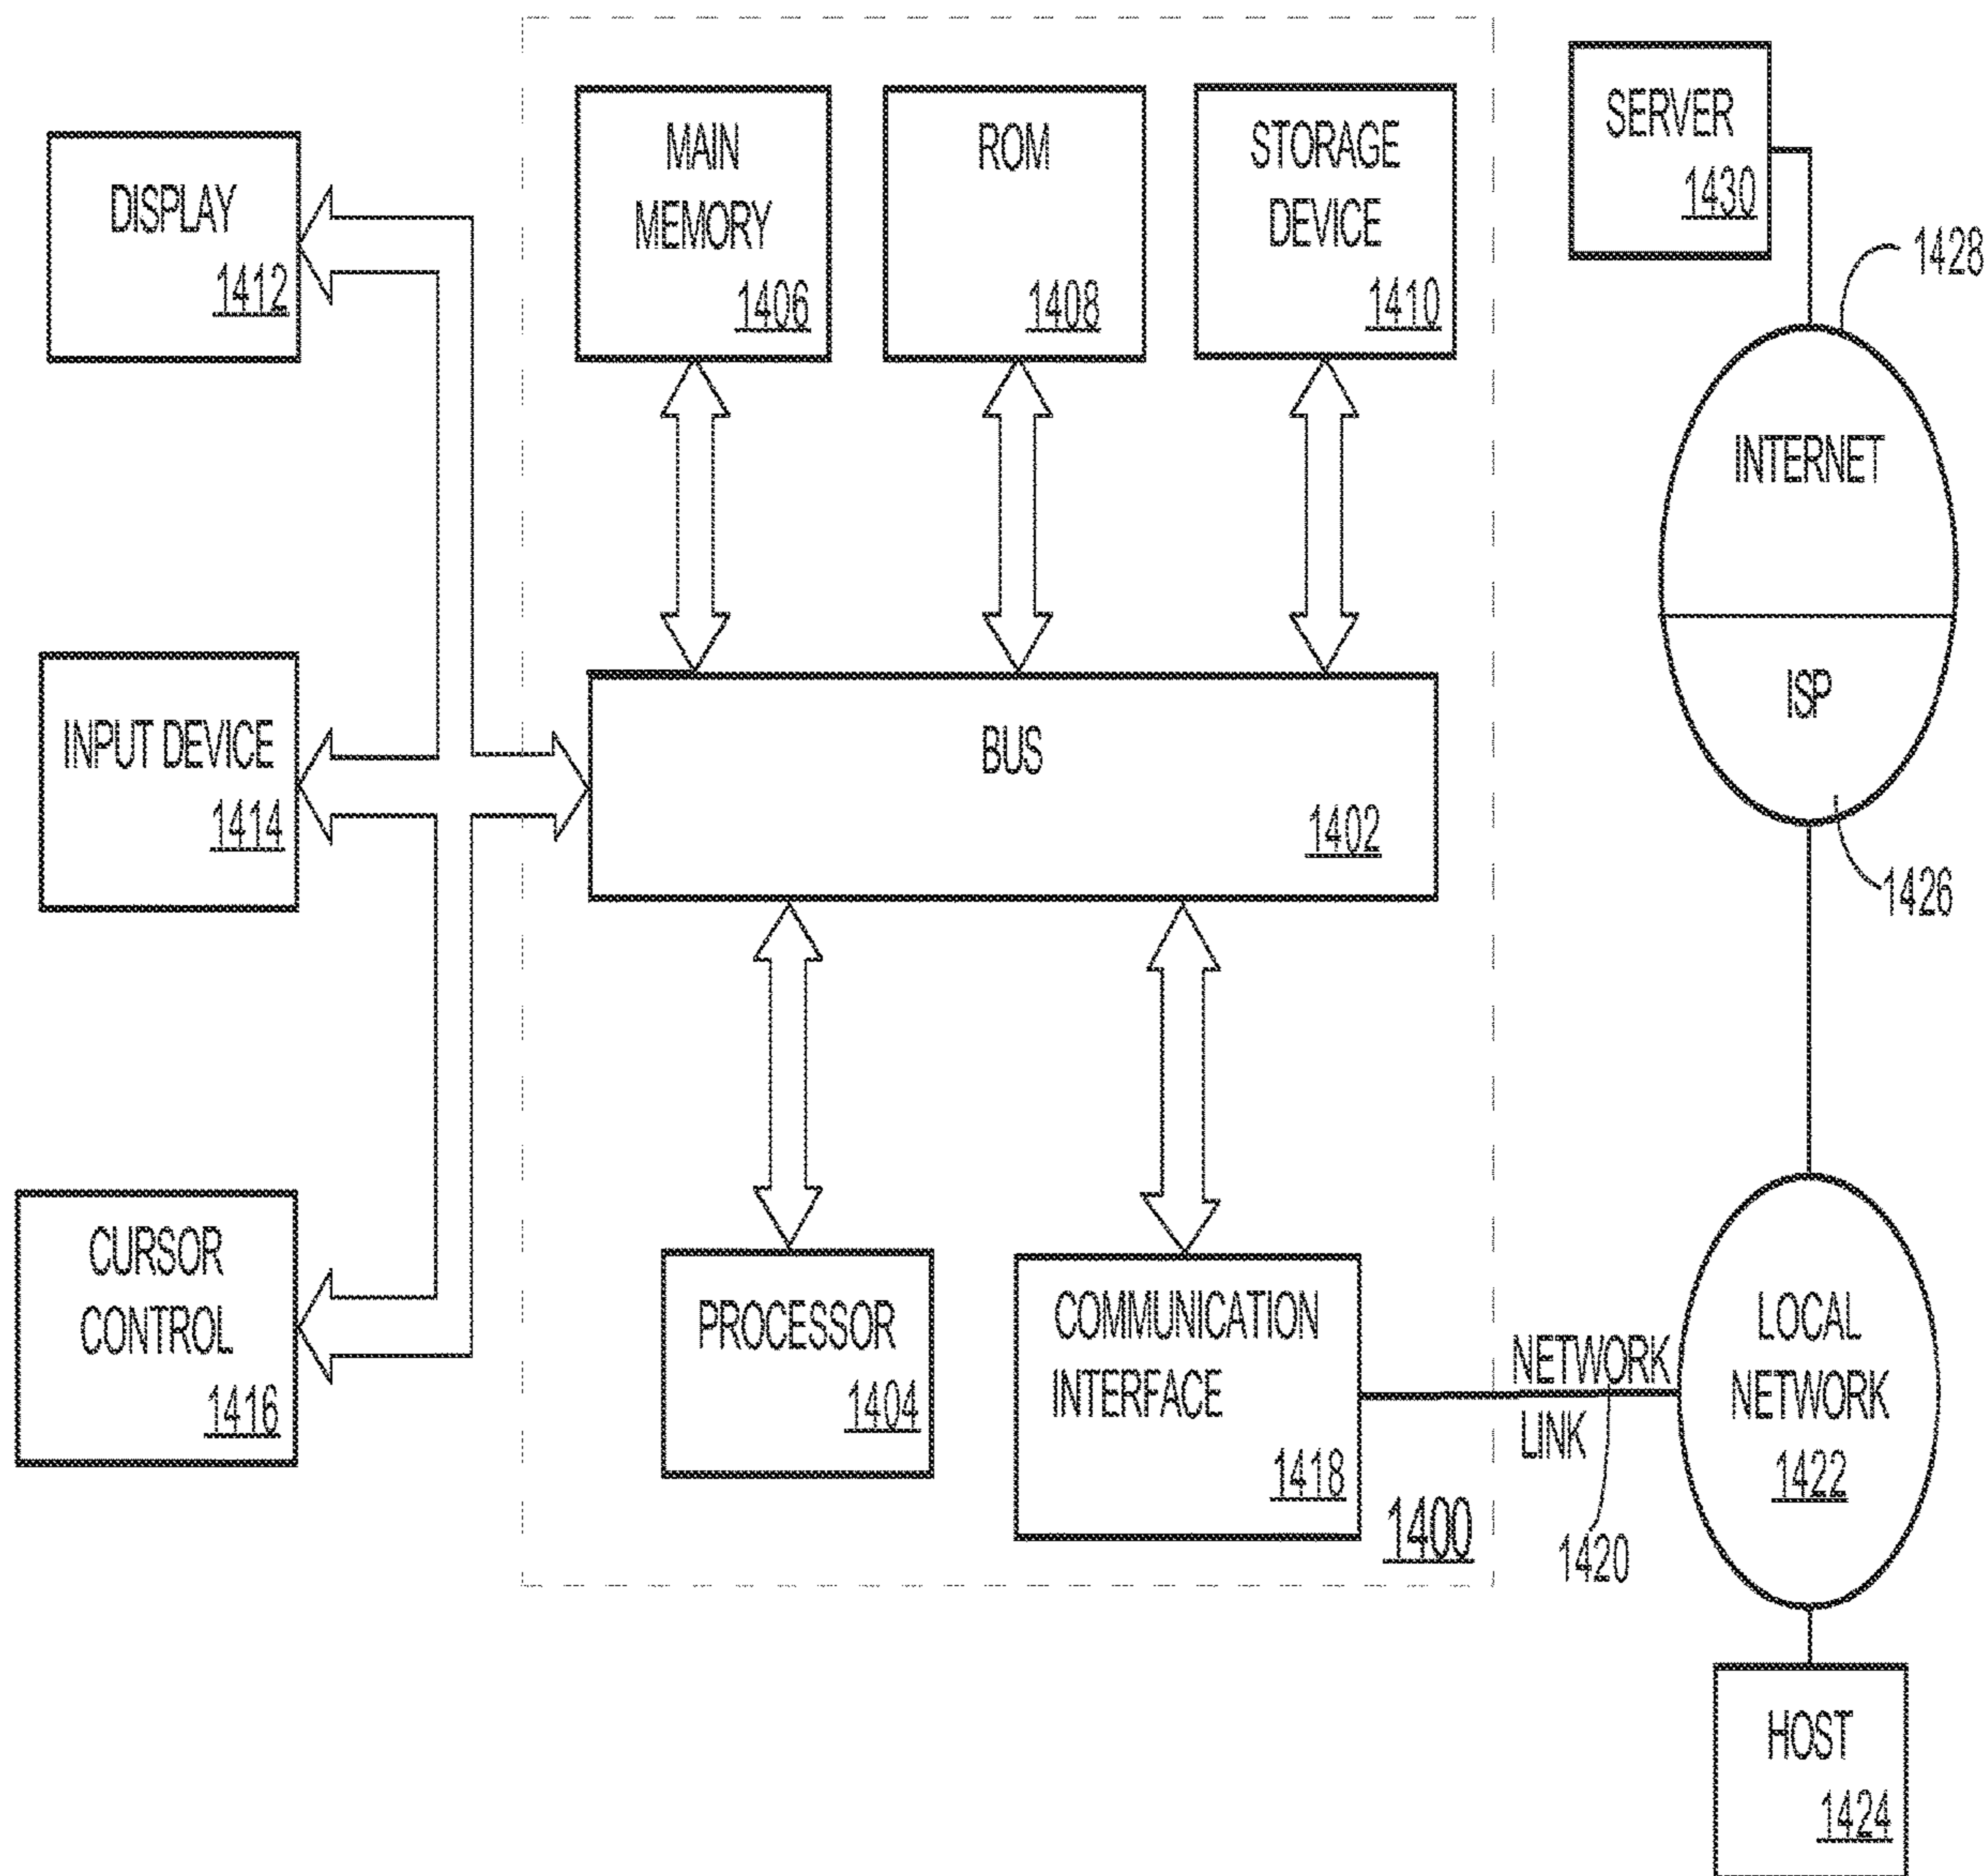 DISPLAY
1412
INPUT DEVICE
1414
CURSOR
CONTROL
1416
MAIN
MEMORY
1406
ROM
1408
STORAGE
DEVICE
1410
BUS
1402
PROCESSOR
1404
COMMUNICATION
INTERFACE
1418
1400
SERVER
1430
1428
INTERNET
ISP
1426
NETWORK
LINK
1420
LOCAL
NETWORK
1422
HOST
1424